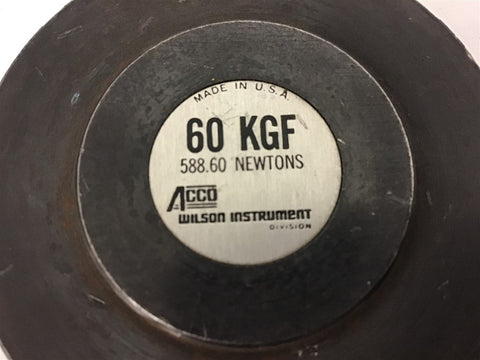 MADE IN U.S.A.
60 KGF
588.60 NEWTONS
ACCO
WILSON INSTRUMENT
DIVISION